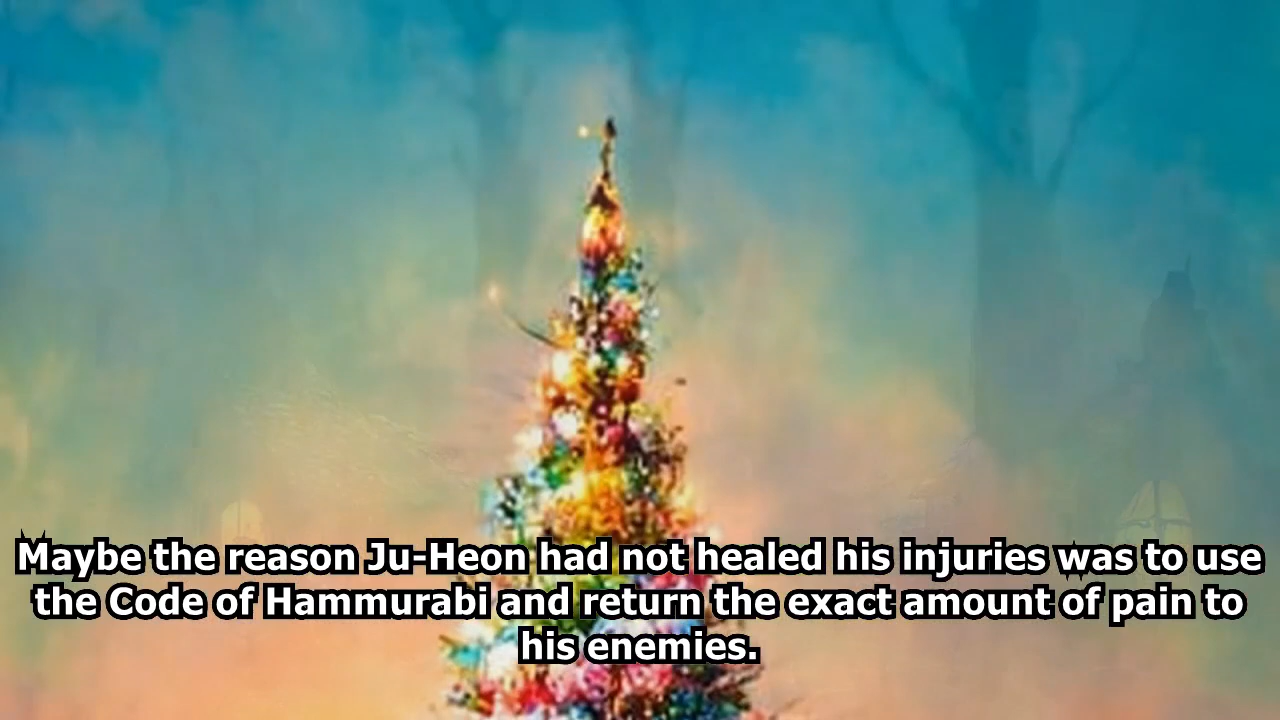 Maybe the reason Ju-Heon had not healed his injuries was to use
the Code of Hammurabi and return the exact amount of pain to
his enemies.